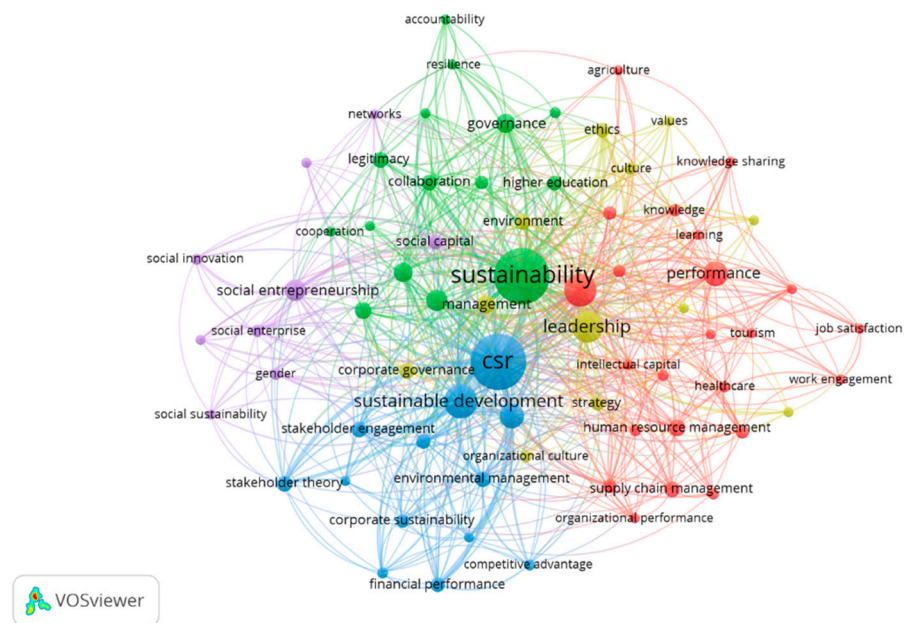 accountability
resilience
agriculture
networks
governance
ethics
values
legitimacy
culture
knowledge sharing
collaboration
higher education
knowledge
cooperation
social capital
environment
learning
social innovation
sustainability
performance
social entrepreneurship
management
social enterprise
leadership
tourism
job satisfaction
gender
corporate governance
csr
intellectual capital
work engagement
healthcare
social sustainability
sustainable development
strategy
stakeholder engagement
human resource management
organizational culture
stakeholder theory
environmental management
supply chain management
corporate sustainability
organizational performance
competitive advantage
financial performance
VOSviewer